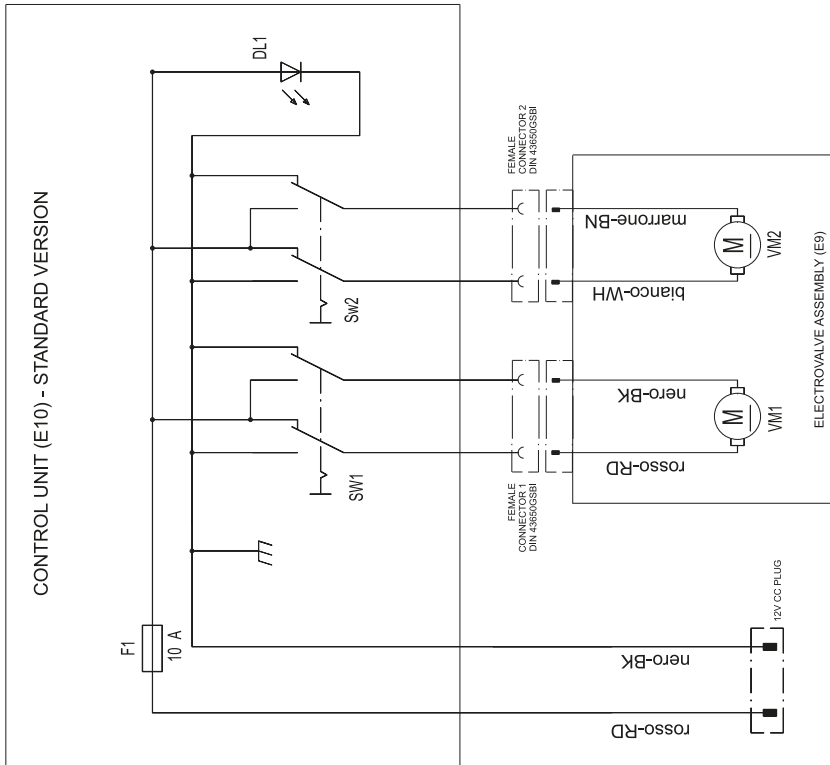 CONTROL UNIT (E10) - STANDARD VERSION
F1
10 A
DL1
SW1
Sw2
FEMALE
CONNECTOR 1
DIN 43650GSBI
FEMALE
CONNECTOR 2
DIN 43650GSBI
rosso-RD
nero-BK
rosso-RD
nero-BK
bianco-WH
marrone-BN
12V CC PLUG
M
VM1
M
VM2
ELECTROVALVE ASSEMBLY (E9)